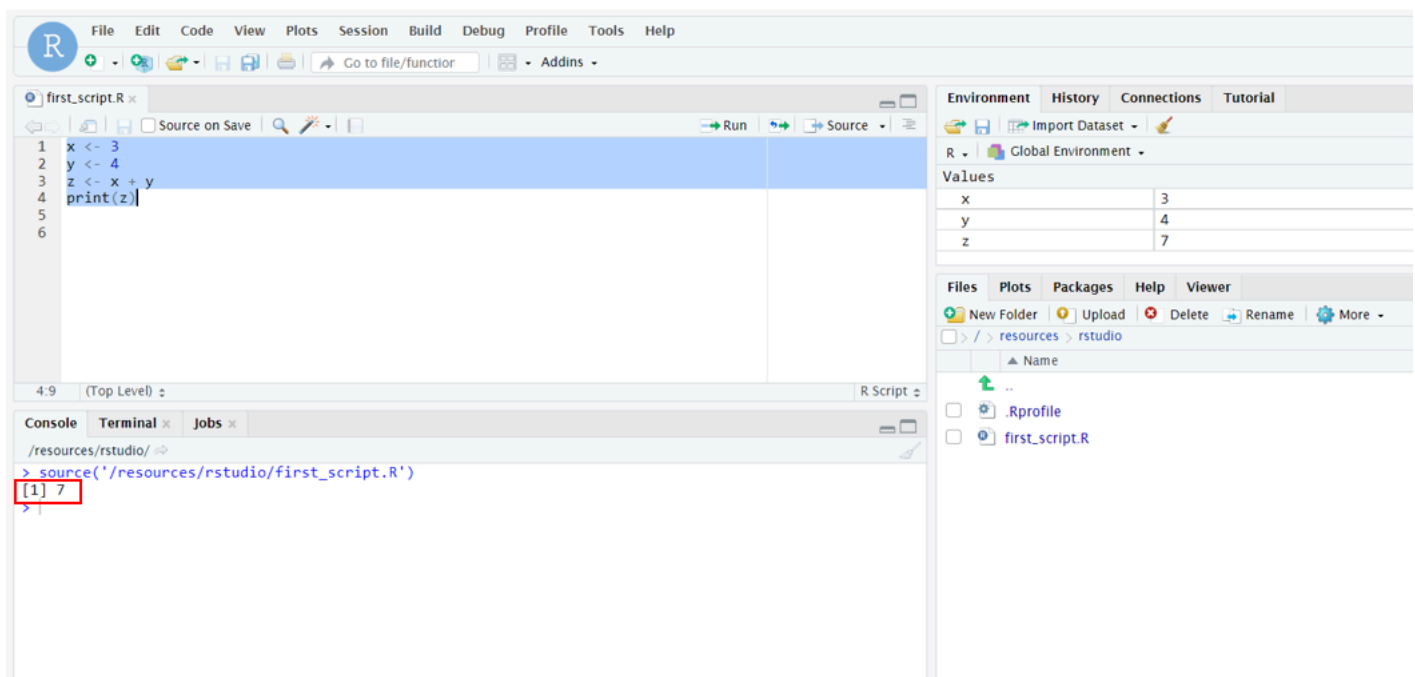 R
File Edit Code View Plots Session Build Debug Profile Tools Help
Go to file/function Addins
first_script.R
Source on Save Run Source
1 x <- 3
2 y <- 4
3 z <- x + y
4 print(z)
5
6
4:9 (Top Level) R Script
Console Terminal Jobs
/resources/rstudio/
> source('/resources/rstudio/first_script.R')
[1] 7
>
Environment History Connections Tutorial
Import Dataset
R Global Environment
Values
x 3
y 4
z 7
Files Plots Packages Help Viewer
New Folder Upload Delete Rename More
/ resources rstudio
Name
..
.Rprofile
first_script.R